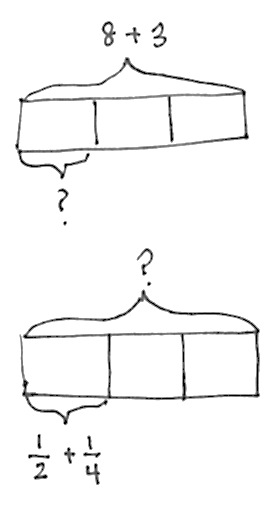 8 + 3
?
?
1/2 + 1/4